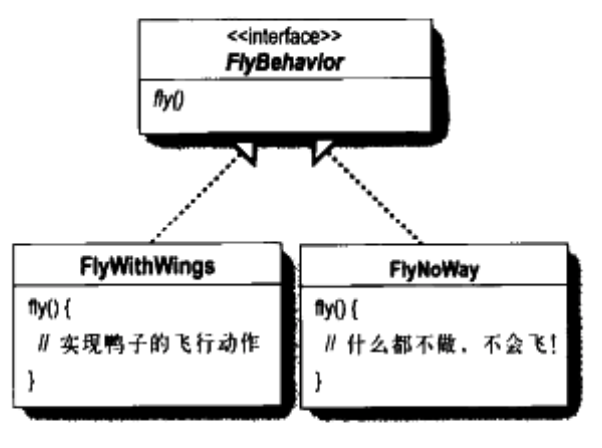 <<interface>>
FlyBehavior
fly()
FlyWithWings
fly() {
// 实现鸭子的飞行动作
}
FlyNoWay
fly() {
// 什么都不做，不会飞!
}